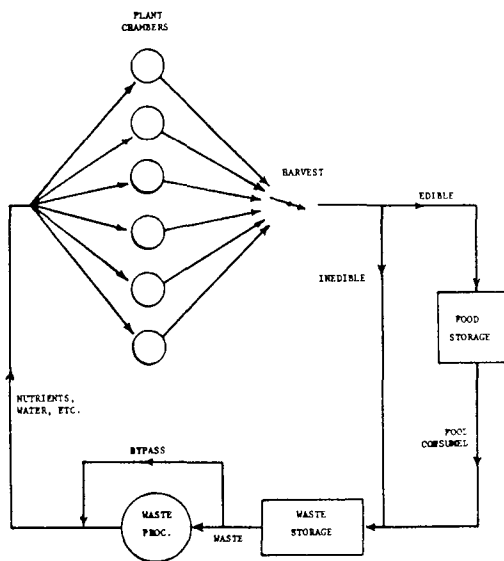 PLANT
CHAMBERS
HARVEST
EDIBLE
INEDIBLE
FOOD
STORAGE
NUTRIENTS,
WATER, ETC.
FOOD
CONSUMED
BYPASS
WASTE
PROC.
WASTE
WASTE
STORAGE